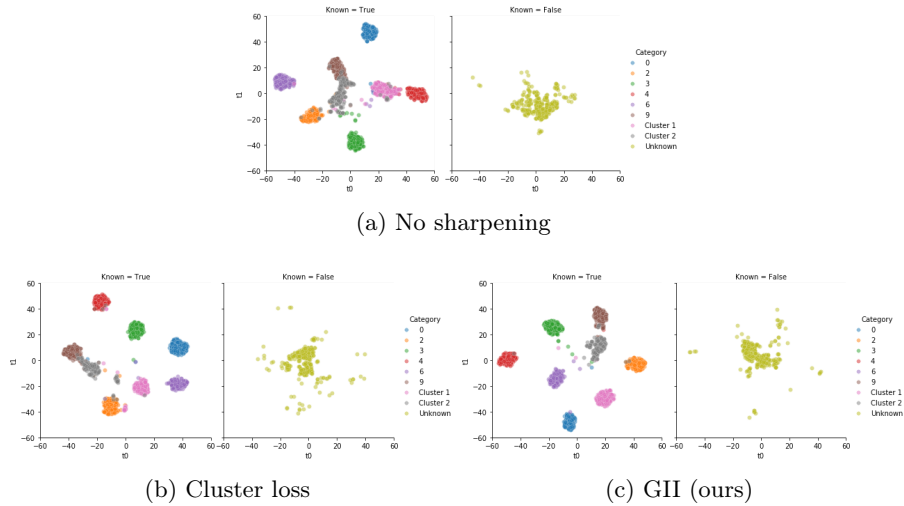 Known = True
Known = False
60
40
20
0
−20
−40
−60
t1
−60 −40 −20 0 20 40 60
t0
−60 −40 −20 0 20 40 60
t0
Category
0
2
3
4
6
9
Cluster 1
Cluster 2
Unknown
(a) No sharpening
Known = True
Known = False
60
40
20
0
−20
−40
−60
t1
−60 −40 −20 0 20 40 60
t0
−60 −40 −20 0 20 40 60
t0
Category
0
2
3
4
6
9
Cluster 1
Cluster 2
Unknown
(b) Cluster loss
Known = True
Known = False
60
40
20
0
−20
−40
−60
t1
−60 −40 −20 0 20 40 60
t0
−60 −40 −20 0 20 40 60
t0
Category
0
2
3
4
6
9
Cluster 1
Cluster 2
Unknown
(c) GII (ours)